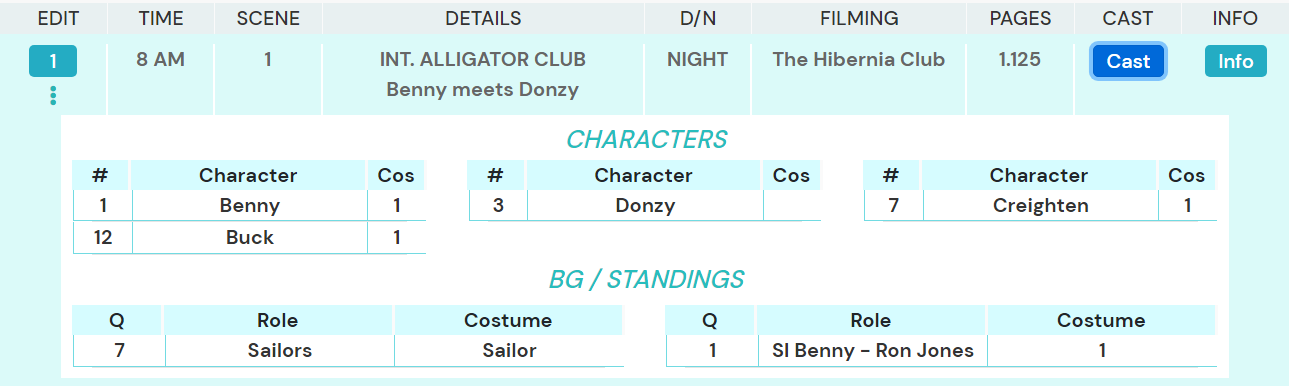 EDIT TIME SCENE DETAILS D/N FILMING PAGES CAST INFO
1 8 AM 1 INT. ALLIGATOR CLUB NIGHT The Hibernia Club 1.125 Cast Info
Benny meets Donzy
CHARACTERS
# Character Cos # Character Cos # Character Cos
1 Benny 1 3 Donzy 7 Creighten 1
12 Buck 1
BG / STANDINGS
Q Role Costume Q Role Costume
7 Sailors Sailor 1 SI Benny - Ron Jones 1